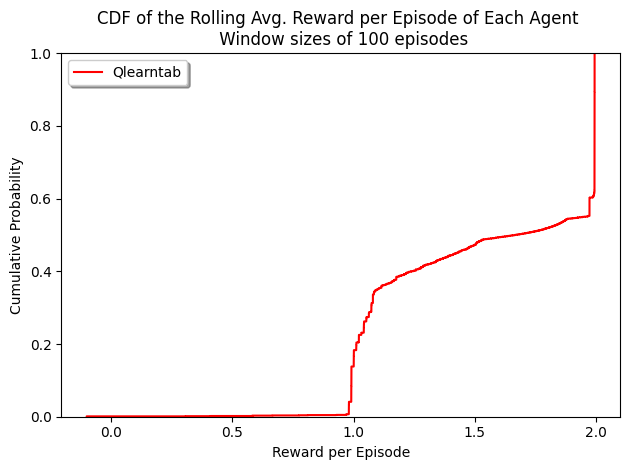 CDF of the Rolling Avg. Reward per Episode of Each Agent
Window sizes of 100 episodes
Qlearntab
1.0
0.8
0.6
0.4
0.2
0.0
Cumulative Probability
0.0 0.5 1.0 1.5 2.0
Reward per Episode